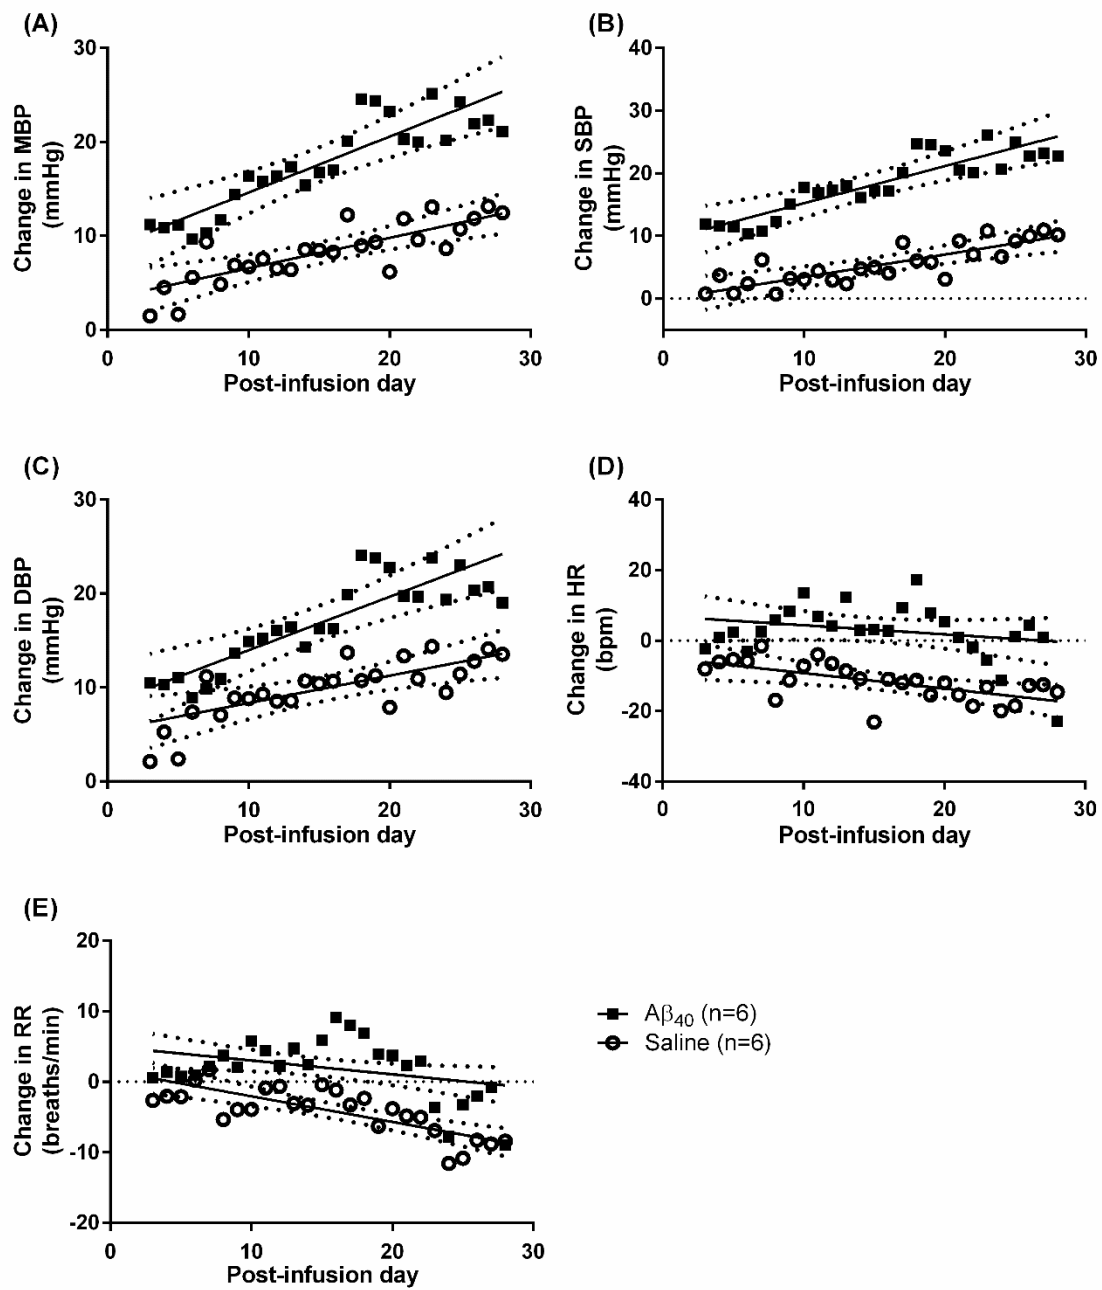 (A)
30
20
10
0
0
10
20
30
Change in MBP
(mmHg)
Post-infusion day
(B)
40
30
20
10
0
0
10
20
30
Change in SBP
(mmHg)
Post-infusion day
(C)
30
20
10
0
0
10
20
30
Change in DBP
(mmHg)
Post-infusion day
(D)
40
20
0
-20
-40
0
10
20
30
Change in HR
(bpm)
Post-infusion day
(E)
20
10
0
-10
-20
0
10
20
30
Change in RR
(breaths/min)
Post-infusion day
Aβ40 (n=6)
Saline (n=6)